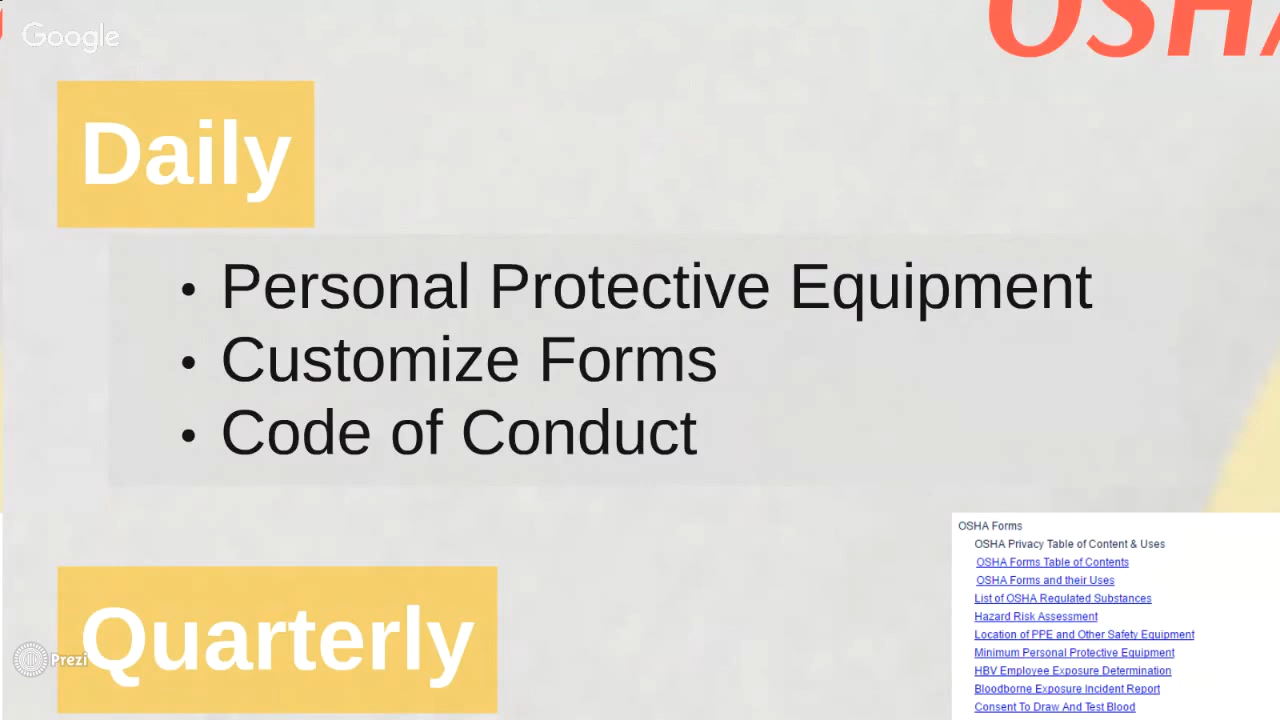 Google
OSHA
Daily
• Personal Protective Equipment
• Customize Forms
• Code of Conduct
Quarterly
Prezi
OSHA Forms
OSHA Privacy Table of Content & Uses
OSHA Forms Table of Contents
OSHA Forms and their Uses
List of OSHA Regulated Substances
Hazard Risk Assessment
Location of PPE and Other Safety Equipment
Minimum Personal Protective Equipment
HBV Employee Exposure Determination
Bloodborne Exposure Incident Report
Consent To Draw And Test Blood